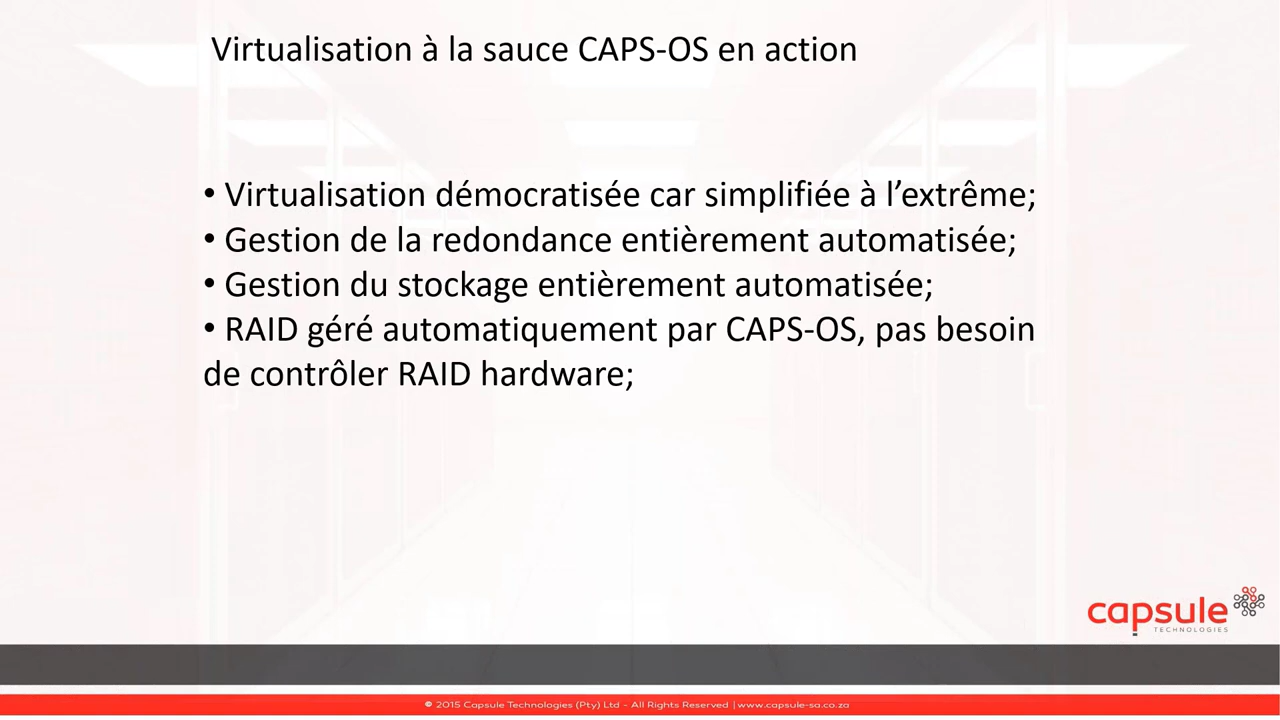 Virtualisation à la sauce CAPS-OS en action
• Virtualisation démocratisée car simplifiée à l’extrême;
• Gestion de la redondance entièrement automatisée;
• Gestion du stockage entièrement automatisée;
• RAID géré automatiquement par CAPS-OS, pas besoin
de contrôler RAID hardware;
capsule
TECHNOLOGIES
© 2015 Capsule Technologies (Pty) Ltd - All Rights Reserved | www.capsule-sa.co.za